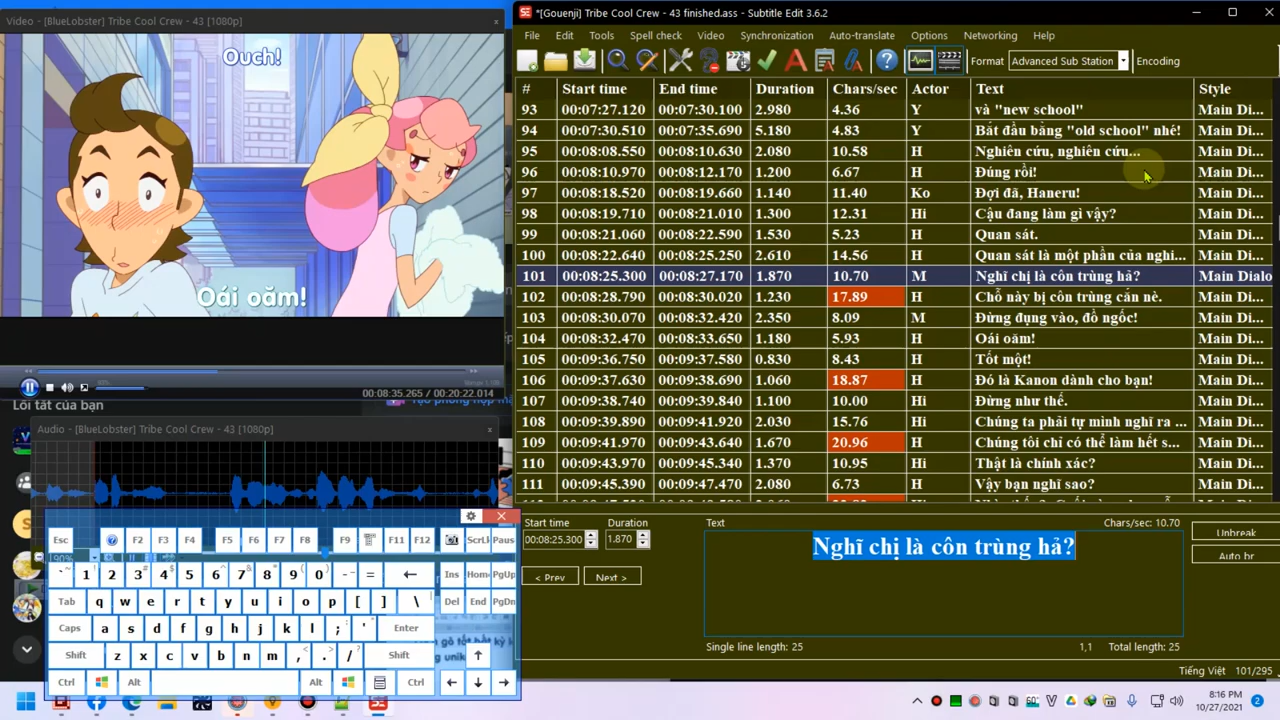 Video - [BlueLobster] Tribe Cool Crew - 43 [1080p]
Ouch!
Oái oăm!
00:08:35.265 / 00:20:22.014
Lối tắt của bạn
Audio - [BlueLobster] Tribe Cool Crew - 43 [1080p]
90%
Esc F2 F3 F4 F5 F6 F7 F8 F9 F11 F12 ScrL Paus
` ~ 1 ! 2 @ 3 # 4 $ 5 % 6 ^ 7 & 8 * 9 ( 0 ) - _ = + Ins Home PgUp
Tab q w e r t y u i o p [ ] \ | Del End PgDn
Caps a s d f g h j k l ; : ' " Enter
Shift z x c v b n m , < . > / ? Shift
Ctrl Alt Alt Ctrl
*[Gouenji] Tribe Cool Crew - 43 finished.ass - Subtitle Edit 3.6.2
File Edit Tools Spell check Video Synchronization Auto-translate Options Networking Help
Format Advanced Sub Station Encoding
# Start time End time Duration Chars/sec Actor Text Style
93 00:07:27.120 00:07:30.100 2.980 4.36 Y và "new school" Main Di...
94 00:07:30.510 00:07:35.690 5.180 4.83 Y Bắt đầu bằng "old school" nhé! Main Di...
95 00:08:08.550 00:08:10.630 2.080 10.58 H Nghiên cứu, nghiên cứu... Main Di...
96 00:08:10.970 00:08:12.170 1.200 6.67 H Đúng rồi! Main Di...
97 00:08:18.520 00:08:19.660 1.140 11.40 Ko Đợi đã, Haneru! Main Di...
98 00:08:19.710 00:08:21.010 1.300 12.31 Hi Cậu đang làm gì vậy? Main Di...
99 00:08:21.060 00:08:22.590 1.530 5.23 H Quan sát. Main Di...
100 00:08:22.640 00:08:25.250 2.610 14.56 H Quan sát là một phần của nghi... Main Di...
101 00:08:25.300 00:08:27.170 1.870 10.70 M Nghĩ chị là côn trùng hả? Main Dialo
102 00:08:28.790 00:08:30.020 1.230 17.89 H Chỗ này bị côn trùng cắn nè. Main Di...
103 00:08:30.070 00:08:32.420 2.350 8.09 M Đừng đụng vào, đồ ngốc! Main Di...
104 00:08:32.470 00:08:33.650 1.180 5.93 H Oái oăm! Main Di...
105 00:09:36.750 00:09:37.580 0.830 8.43 H Tốt một! Main Di...
106 00:09:37.630 00:09:38.690 1.060 18.87 H Đó là Kanon dành cho bạn! Main Di...
107 00:09:38.740 00:09:39.840 1.100 10.00 H Đừng như thế. Main Di...
108 00:09:39.890 00:09:41.920 2.030 15.76 H Chúng ta phải tự mình nghĩ ra ... Main Di...
109 00:09:41.970 00:09:43.640 1.670 20.96 H Chúng tôi chỉ có thể làm hết s... Main Di...
110 00:09:43.970 00:09:45.340 1.370 10.95 Hi Thật là chính xác? Main Di...
111 00:09:45.390 00:09:47.470 2.080 6.73 H Vậy bạn nghĩ sao? Main Di...
Start time Duration Text Chars/sec: 10.70
00:08:25.300 1.870 Nghĩ chị là côn trùng hả? Unbreak
Auto br
< Prev Next >
Single line length: 25 1,1 Total length: 25
Tiếng Việt 101/295
8:16 PM
10/27/2021